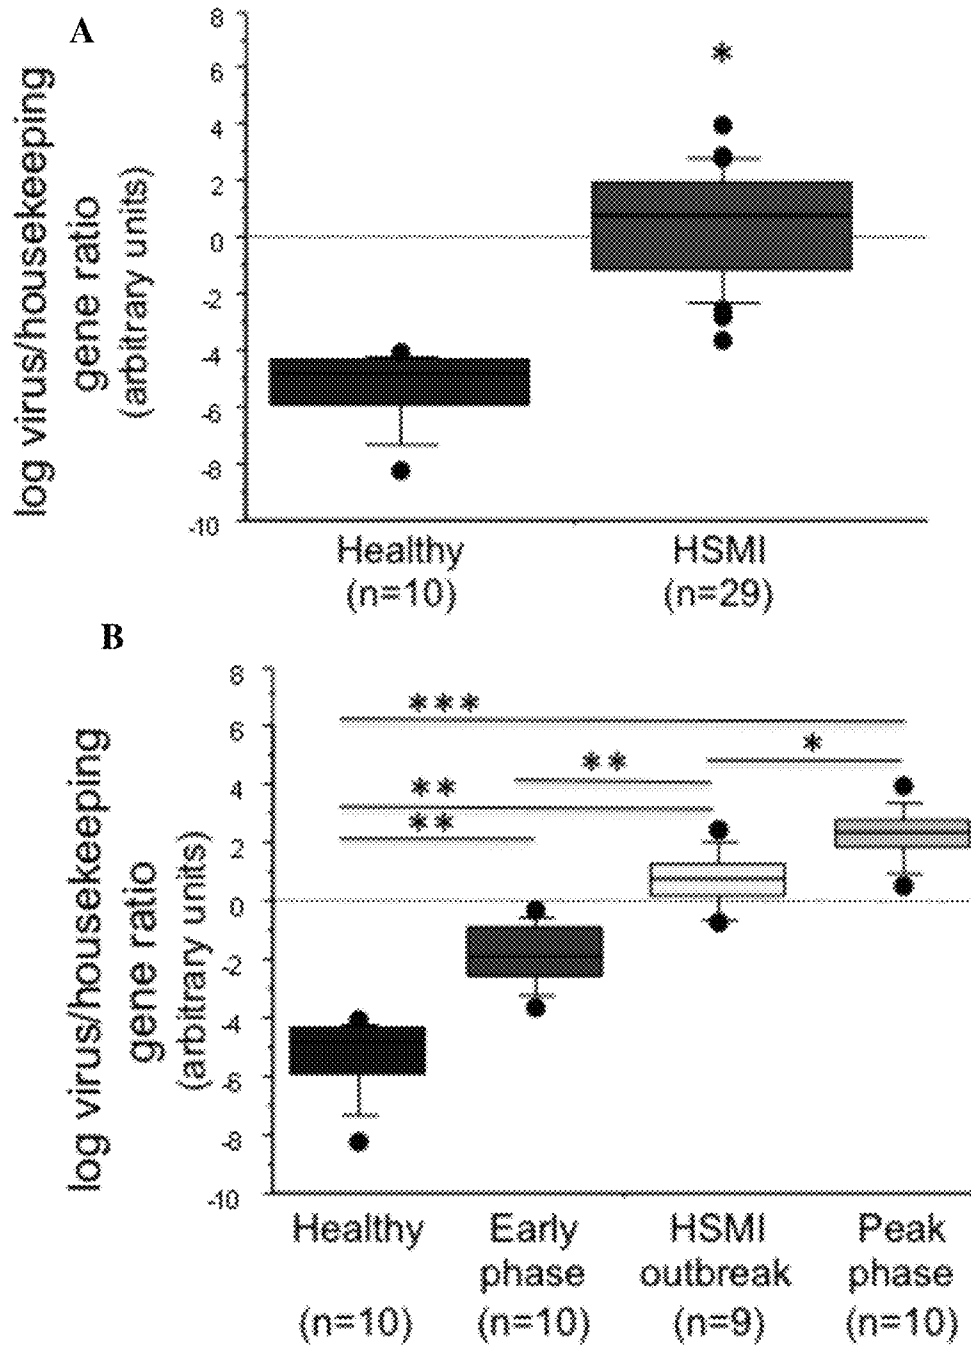 A
log virus/housekeeping
gene ratio
(arbitrary units)
8
6
4
2
0
-2
-4
-6
-8
-10
*
Healthy
(n=10)
HSMI
(n=29)
B
log virus/housekeeping
gene ratio
(arbitrary units)
8
6
4
2
0
-2
-4
-6
-8
-10
***
**
*
**
**
Healthy
(n=10)
Early
phase
(n=10)
HSMI
outbreak
(n=9)
Peak
phase
(n=10)